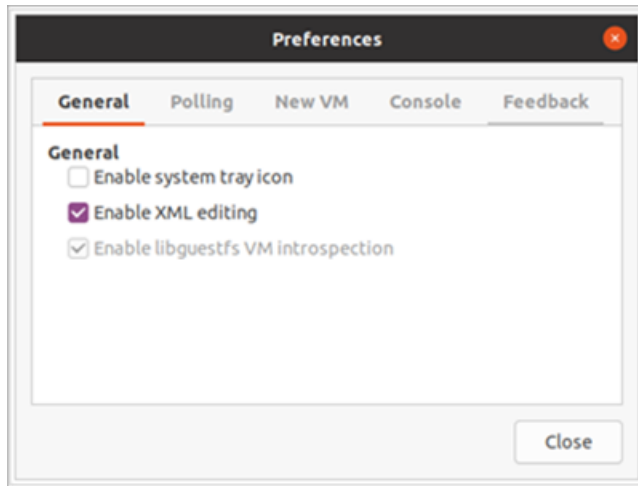 Preferences
General Polling New VM Console Feedback
General
Enable system tray icon
Enable XML editing
Enable libguestfs VM introspection
Close